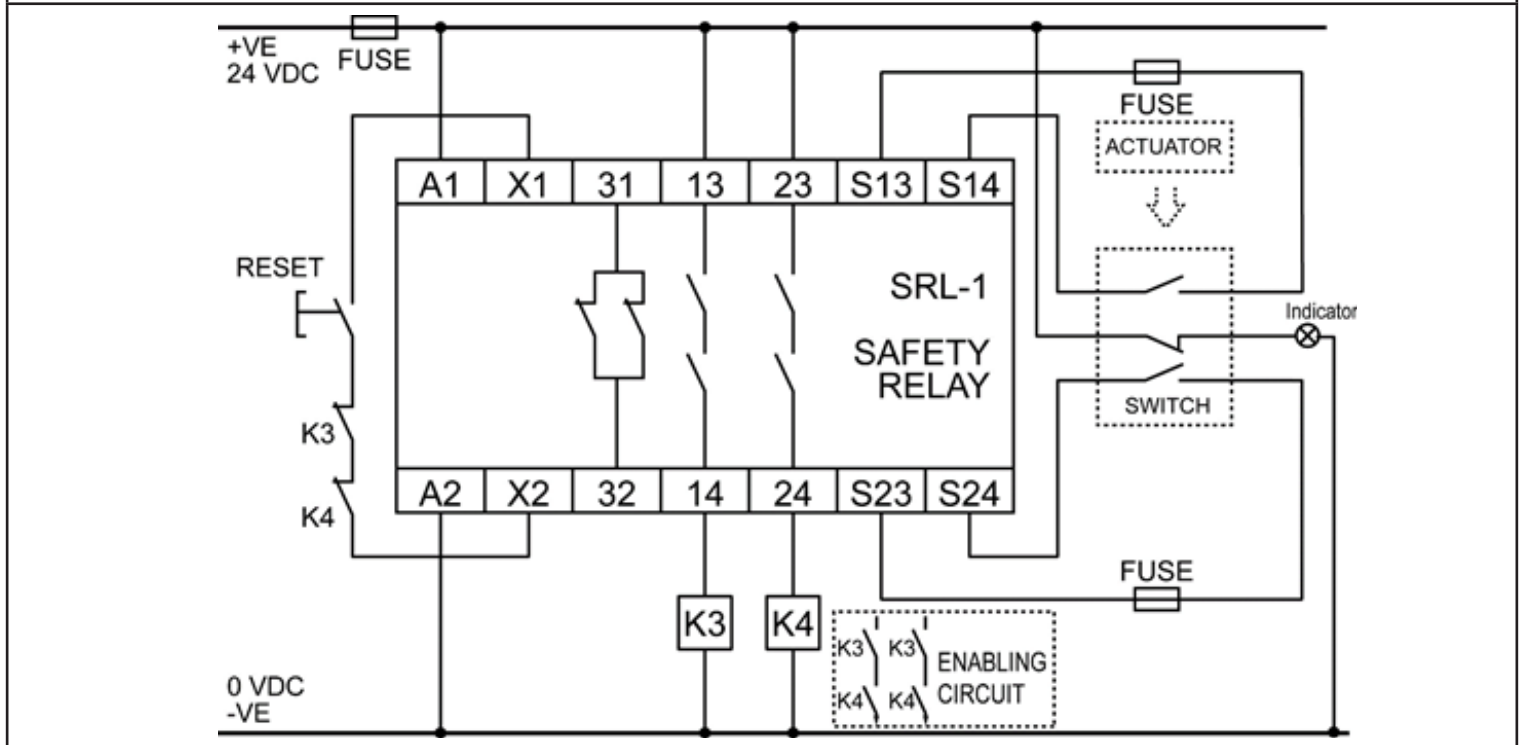 +VE
24 VDC
FUSE
FUSE
ACTUATOR
A1 X1 31 13 23 S13 S14
RESET
SRL-1
SAFETY
RELAY
Indicator
SWITCH
K3
K4
A2 X2 32 14 24 S23 S24
FUSE
K3 K4
K3 K3
ENABLING
CIRCUIT
K4 K4
0 VDC
-VE